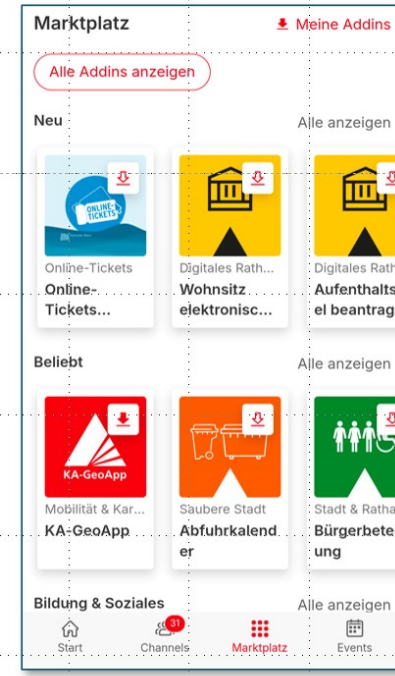 Marktplatz
Meine Addins
Alle Addins anzeigen
Neu
Alle anzeigen
ONLINE-
TICKETS
Online-Tickets
Digitales Rath...
Digitales Rath
Online-
Tickets...
Wohnsitz
elektronisc...
Aufenthalts
el beantrag
Beliebt
Alle anzeigen
KA-GeoApp
Mobilität & Kar...
Saubere Stadt
Stadt & Ratha
KA-GeoApp
Abfuhrkalend
er
Bürgerbete
ung
Bildung & Soziales
Alle anzeigen
31
Start
Channels
Marktplatz
Events